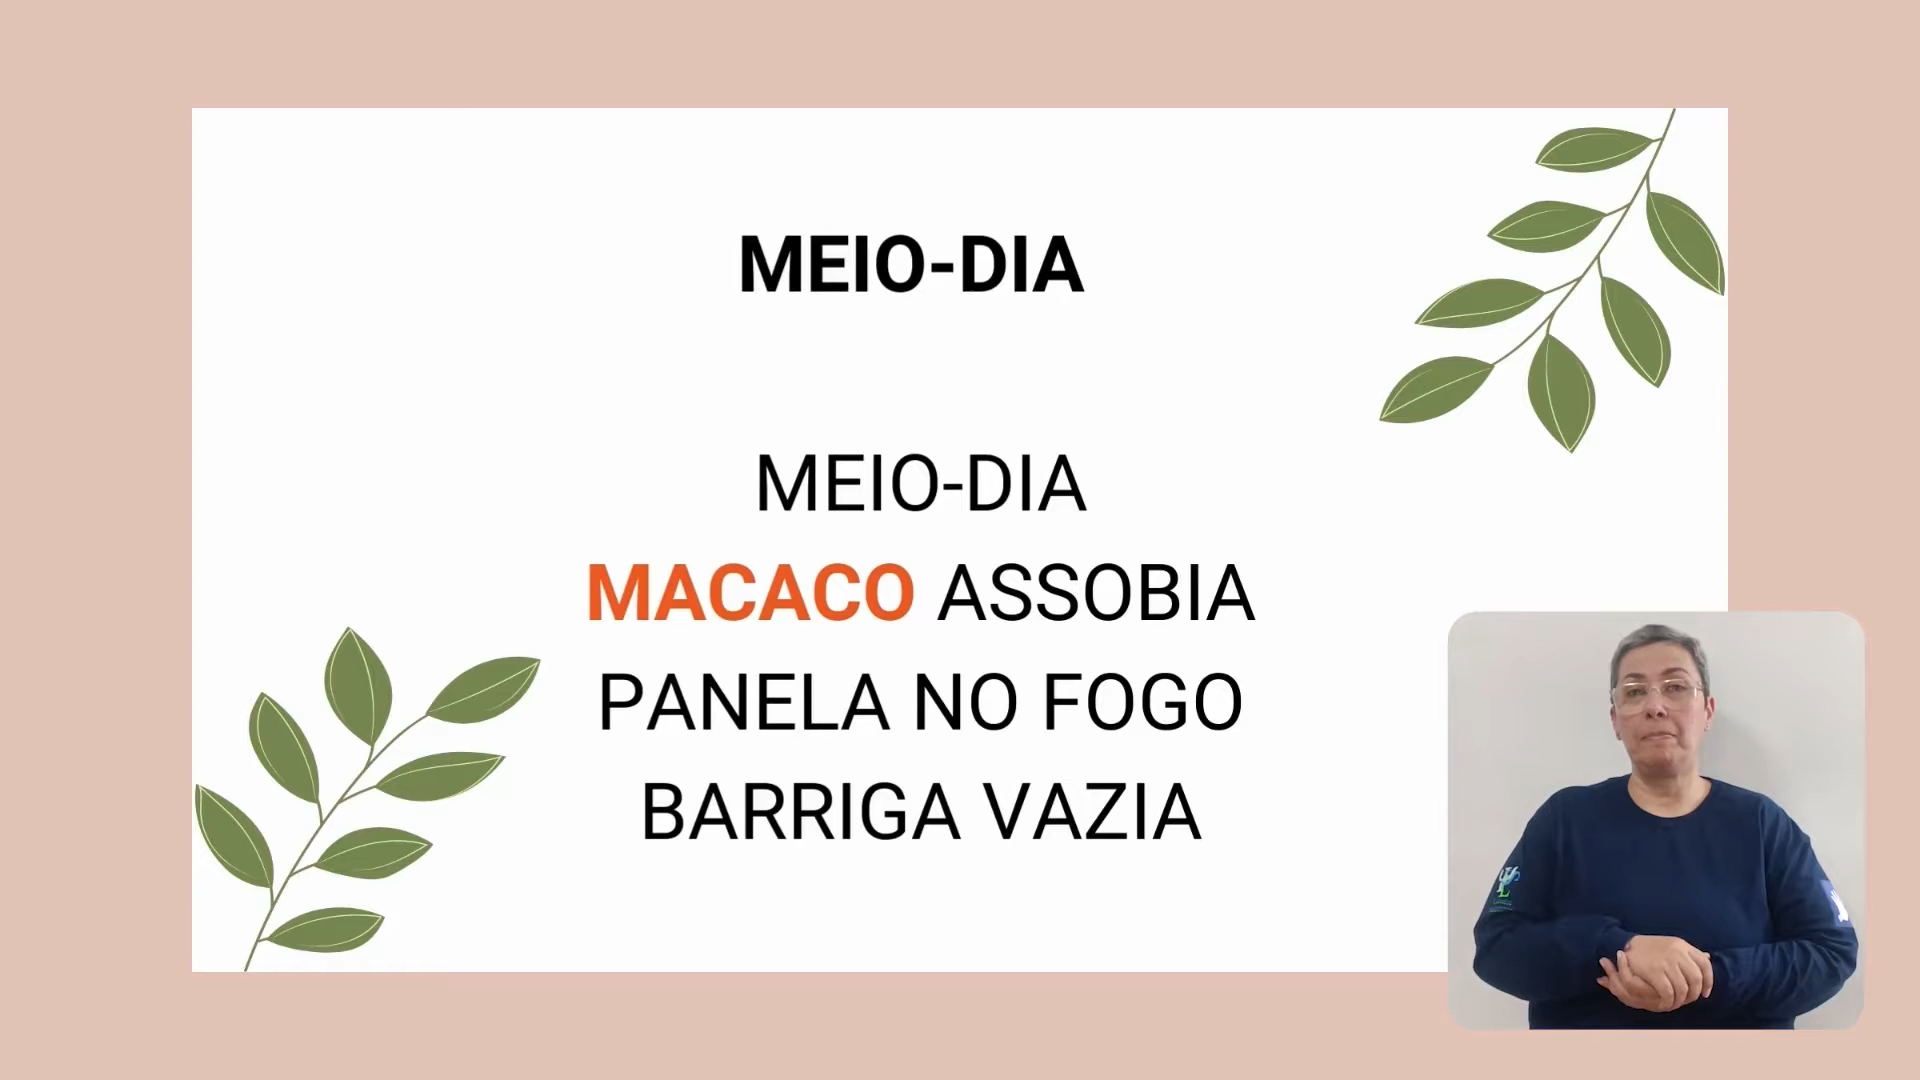 MEIO-DIA
MEIO-DIA
MACACO ASSOBIA
PANELA NO FOGO
BARRIGA VAZIA